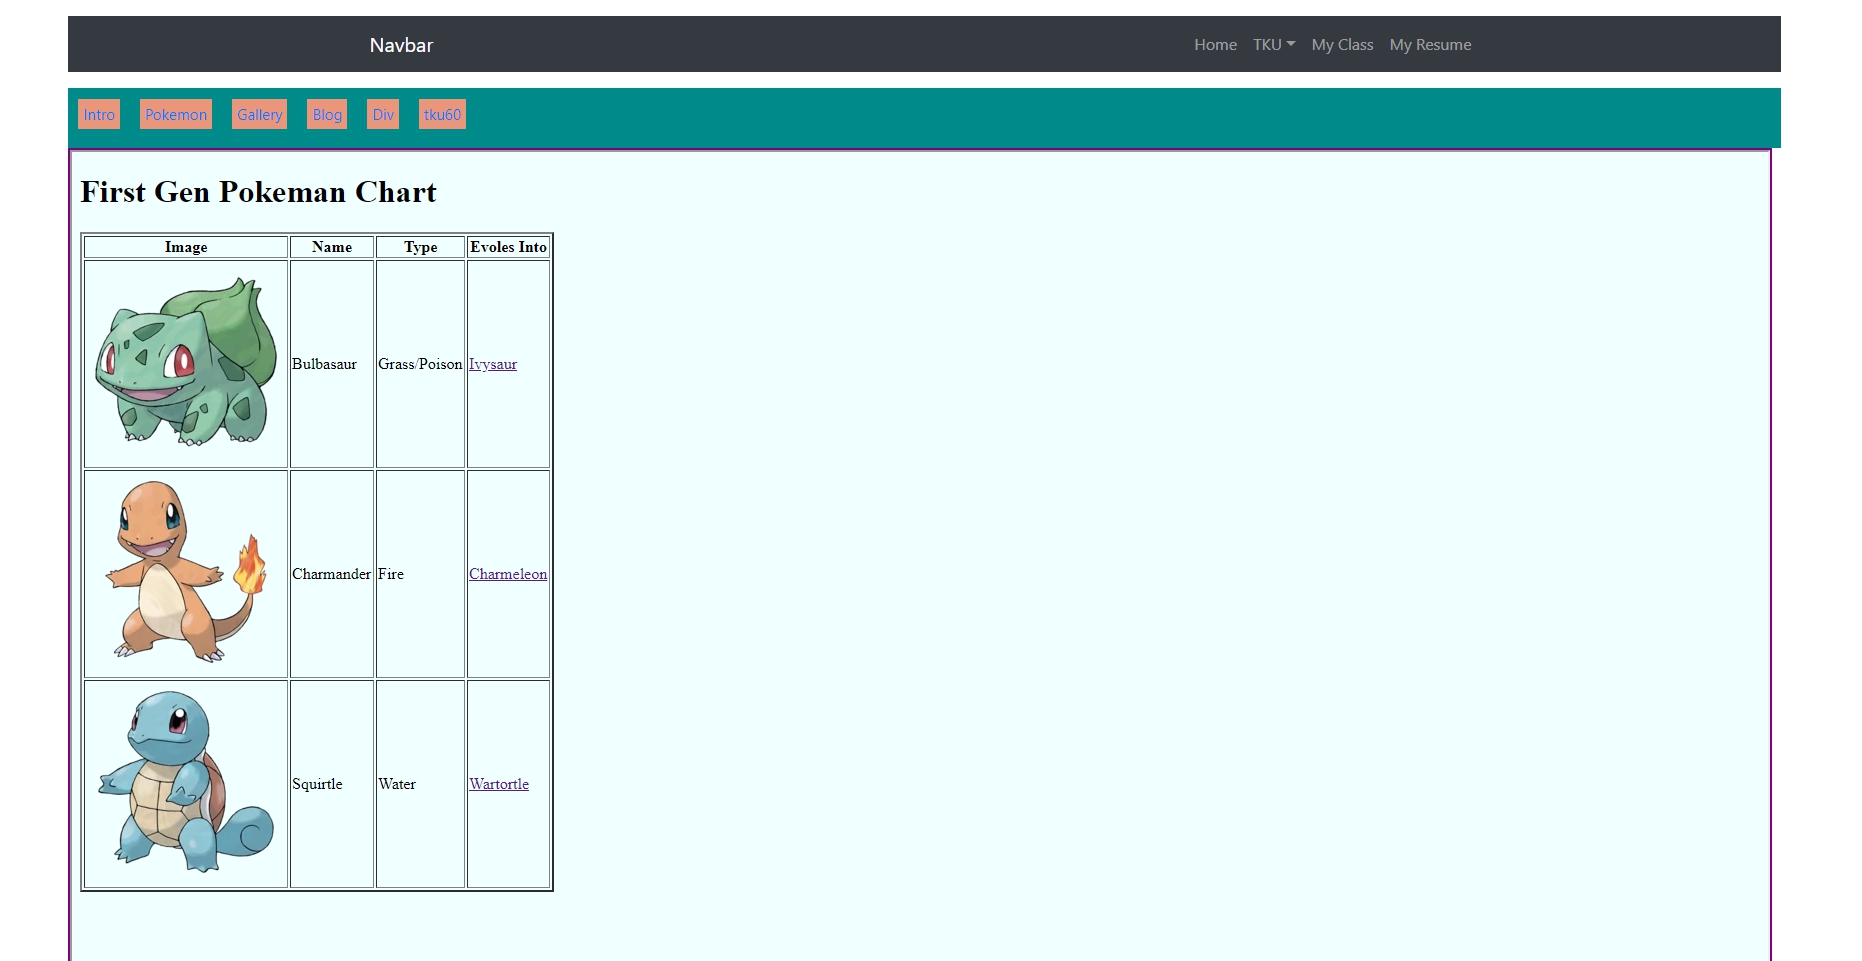 Navbar Home TKU My Class My Resume
Intro Pokemon Gallery Blog Div tku60
First Gen Pokeman Chart
Image Name Type Evoles Into
Bulbasaur Grass/Poison Ivysaur
Charmander Fire Charmeleon
Squirtle Water Wartortle